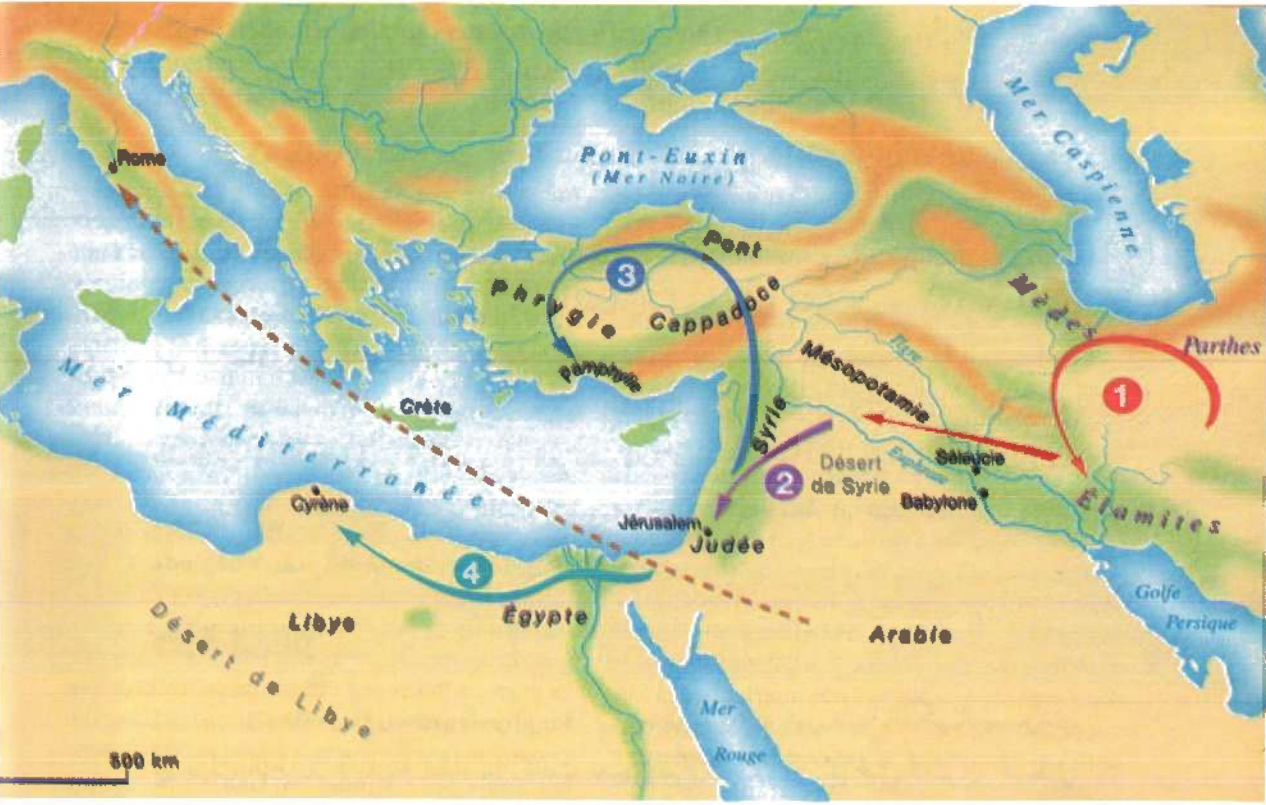 Rome
Pont-Euxin
(Mer Noire)
Mer Caspienne
Pont
3
Phrygie
Cappadoce
Pamphylie
Mèdes
Parthes
1
Tigre
Mésopotamie
Mer Méditerranée
Crète
Syrie
Euphrate
Séleucie
Désert
de Syrie
2
Babylone
Élamites
Cyrène
Jérusalem
Judée
4
Égypte
Libye
Arabie
Golfe
Persique
Désert de Libye
Mer
Rouge
500 km